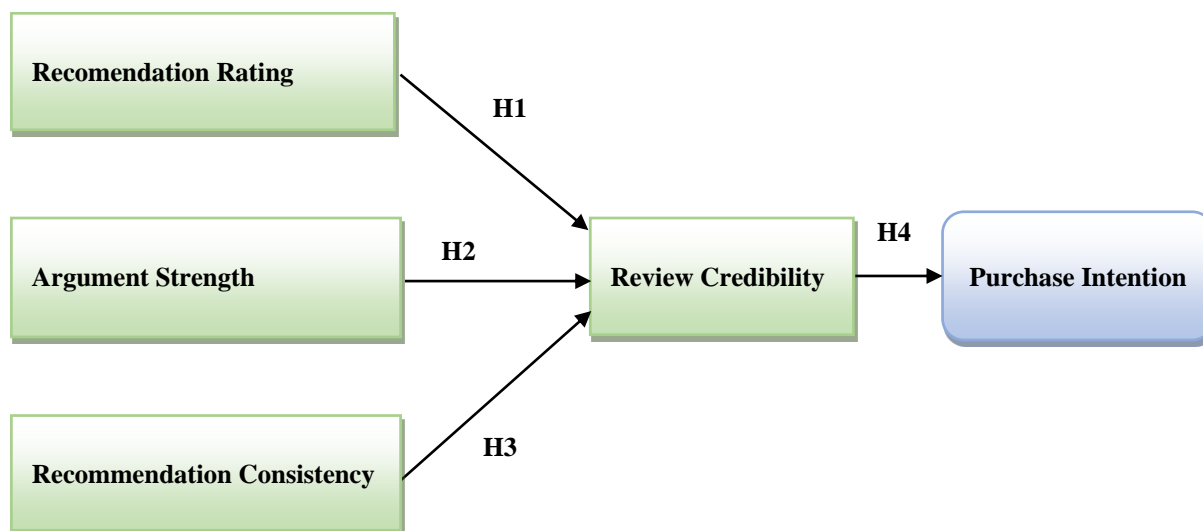 Recomendation Rating
H1
Argument Strength
H2
Review Credibility
H4
Purchase Intention
H3
Recommendation Consistency